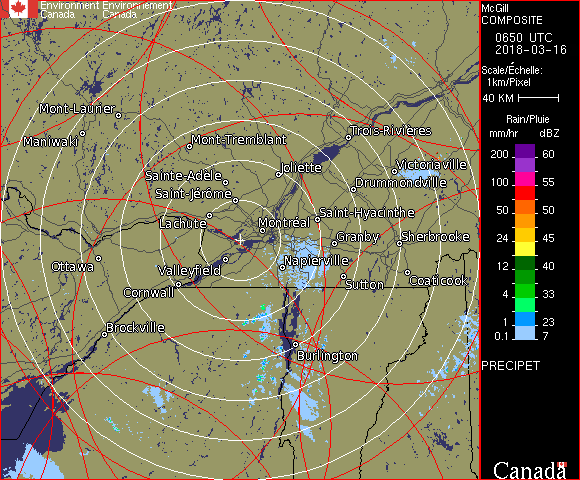 Environment Environnement
Canada Canada
McGill
COMPOSITE
0650 UTC
2018-03-16
Scale/Échelle:
1km/Pixel
40 KM
Rain/Pluie
mm/hr dBZ
200 60
55
100 55
50 50
24 45
12 40
4 33
1 23
0.1 7
PRECIPET
Canada
Mont-Laurier
Maniwaki
Mont-Tremblant
Trois-Rivières
Sainte-Adèle
Joliette
Victoriaville
Saint-Jérôme
Drummondville
Lachute
Montréal
Saint-Hyacinthe
Granby
Sherbrooke
Ottawa
Valleyfield
Napierville
Cornwall
Sutton
Coaticook
Brockville
Burlington